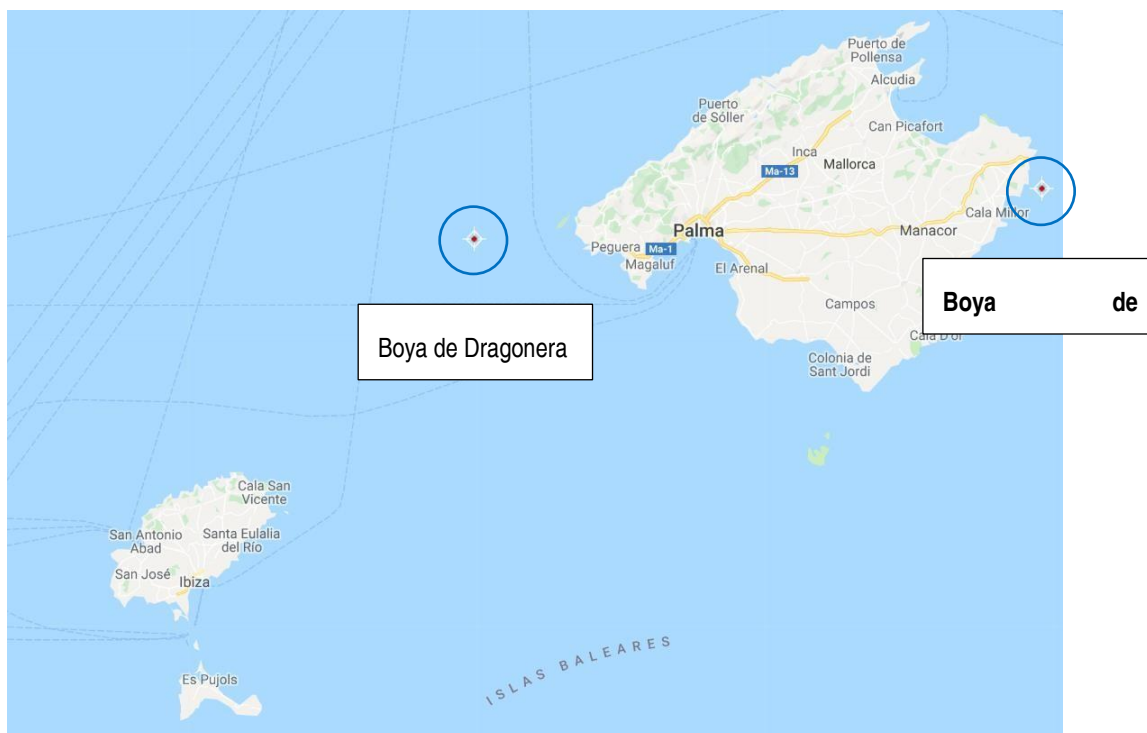 Puerto de
Pollensa
Alcudia
Puerto
de Sóller
Can Picafort
Inca
Mallorca
Ma-13
Cala Millor
Palma
Manacor
Peguera
Ma-1
Magaluf
El Arenal
Boya de
Campos
Boya de Dragonera
Colonia de
Sant Jordi
Cala San
Vicente
San Antonio
Abad
Santa Eulalia
del Río
San José
Ibiza
ISLAS BALEARES
Es Pujols